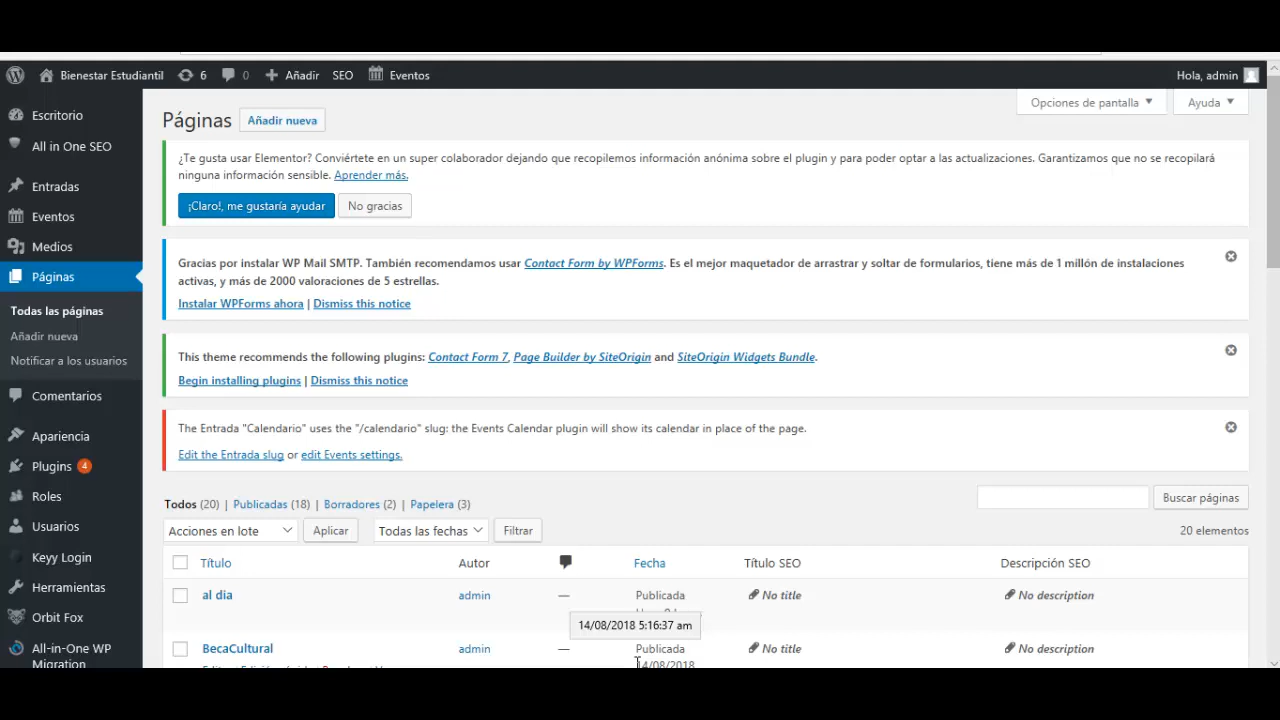 Bienestar Estudiantil 6 0 Añadir SEO Eventos Hola, admin
Escritorio
All in One SEO
Entradas
Eventos
Medios
Páginas
Todas las páginas
Añadir nueva
Notificar a los usuarios
Comentarios
Apariencia
Plugins 4
Roles
Usuarios
Keyy Login
Herramientas
Orbit Fox
All-in-One WP
Migration
Opciones de pantalla Ayuda
Páginas Añadir nueva
¿Te gusta usar Elementor? Conviértete en un super colaborador dejando que recopilemos información anónima sobre el plugin y para poder optar a las actualizaciones. Garantizamos que no se recopilará
ninguna información sensible. Aprender más.
¡Claro!, me gustaría ayudar No gracias
Gracias por instalar WP Mail SMTP. También recomendamos usar Contact Form by WPForms. Es el mejor maquetador de arrastrar y soltar de formularios, tiene más de 1 millón de instalaciones
activas, y más de 2000 valoraciones de 5 estrellas.
Instalar WPForms ahora | Dismiss this notice
This theme recommends the following plugins: Contact Form 7, Page Builder by SiteOrigin and SiteOrigin Widgets Bundle.
Begin installing plugins | Dismiss this notice
The Entrada "Calendario" uses the "/calendario" slug: the Events Calendar plugin will show its calendar in place of the page.
Edit the Entrada slug or edit Events settings.
Todos (20) | Publicadas (18) | Borradores (2) | Papelera (3)
Buscar páginas
Acciones en lote Aplicar Todas las fechas Filtrar 20 elementos
Título Autor Fecha Título SEO Descripción SEO
al dia admin — Publicada No title No description
14/08/2018 5:16:37 am
BecaCultural admin — Publicada No title No description
14/08/2018